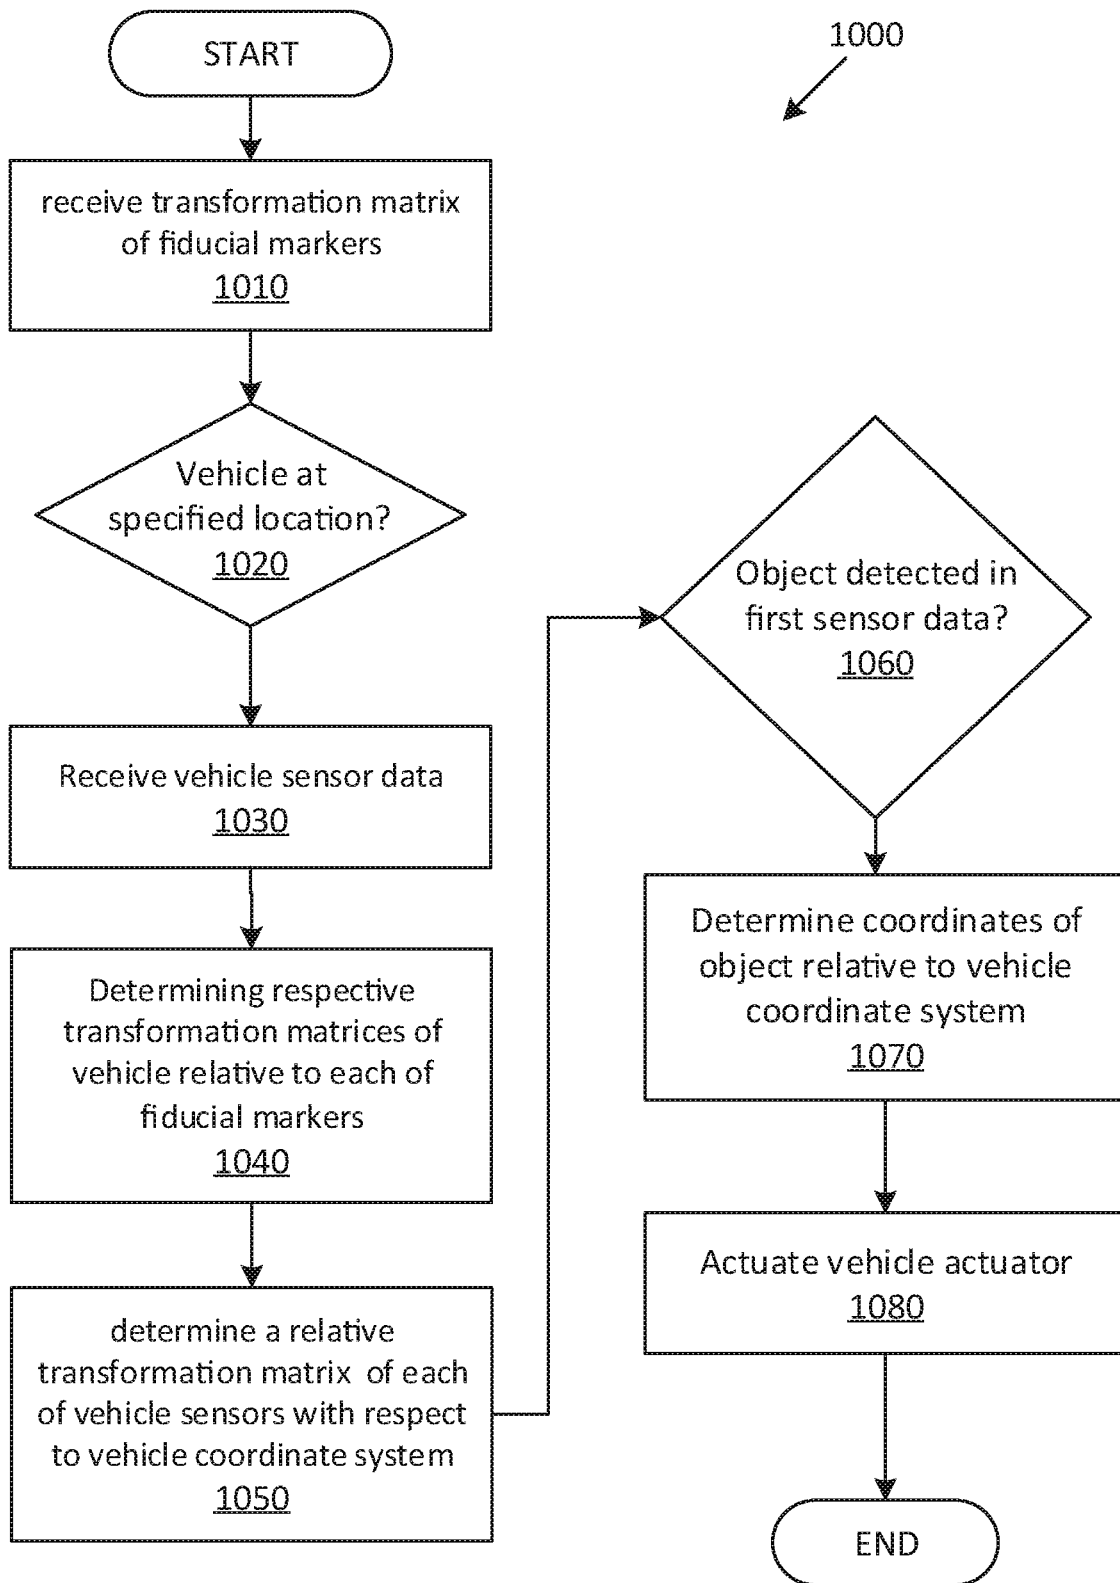 START
1000
receive transformation matrix
of fiducial markers
1010
Vehicle at
specified location?
1020
Receive vehicle sensor data
1030
Determining respective
transformation matrices of
vehicle relative to each of
fiducial markers
1040
determine a relative
transformation matrix of each
of vehicle sensors with respect
to vehicle coordinate system
1050
Object detected in
first sensor data?
1060
Determine coordinates of
object relative to vehicle
coordinate system
1070
Actuate vehicle actuator
1080
END